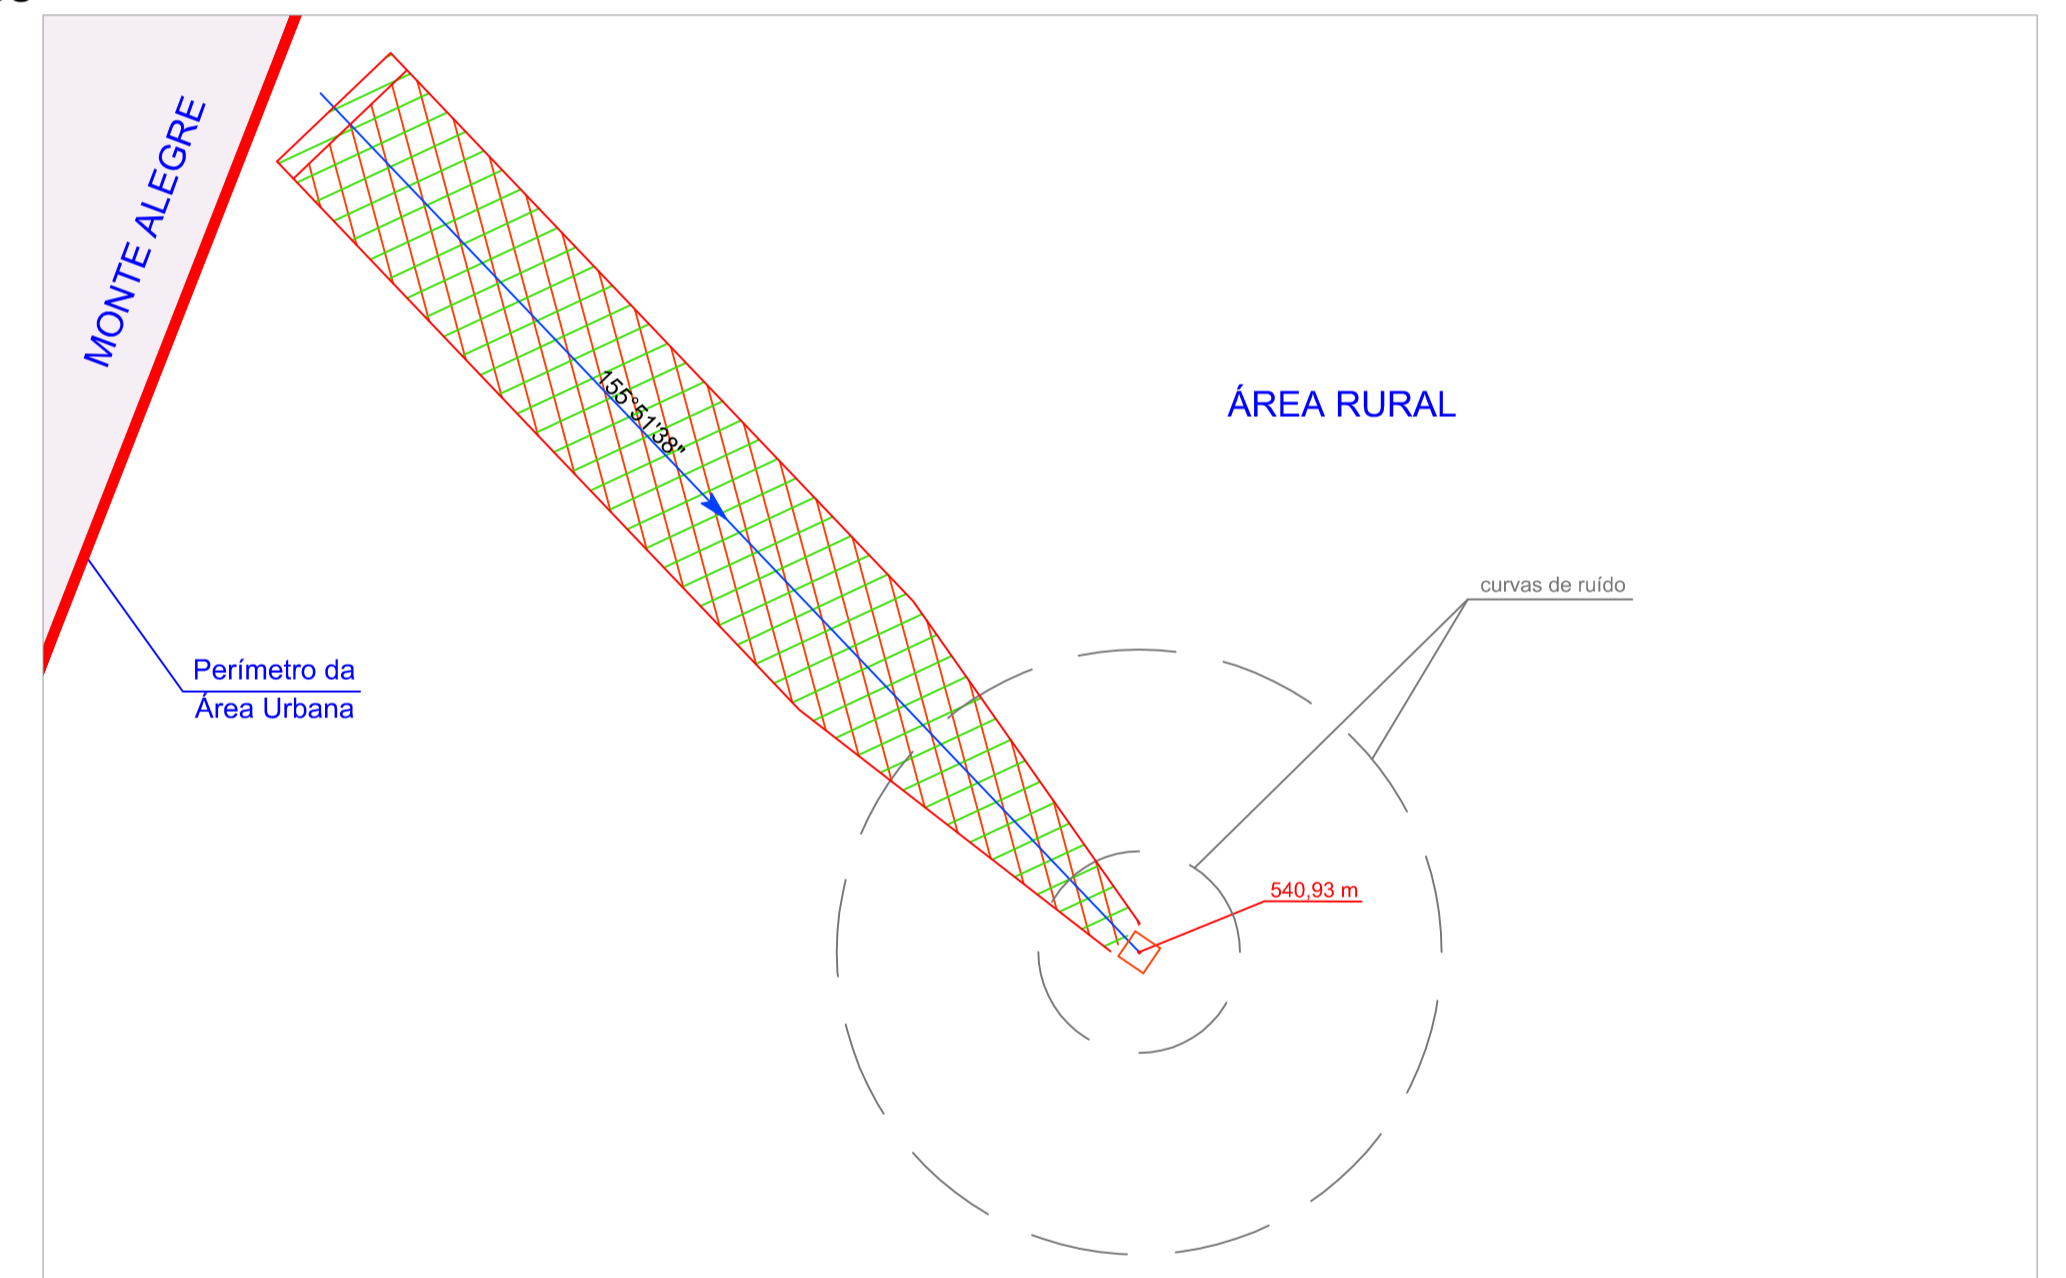 MONTE ALEGRE
155°51'38"
ÁREA RURAL
curvas de ruído
Perímetro da
Área Urbana
540,93 m